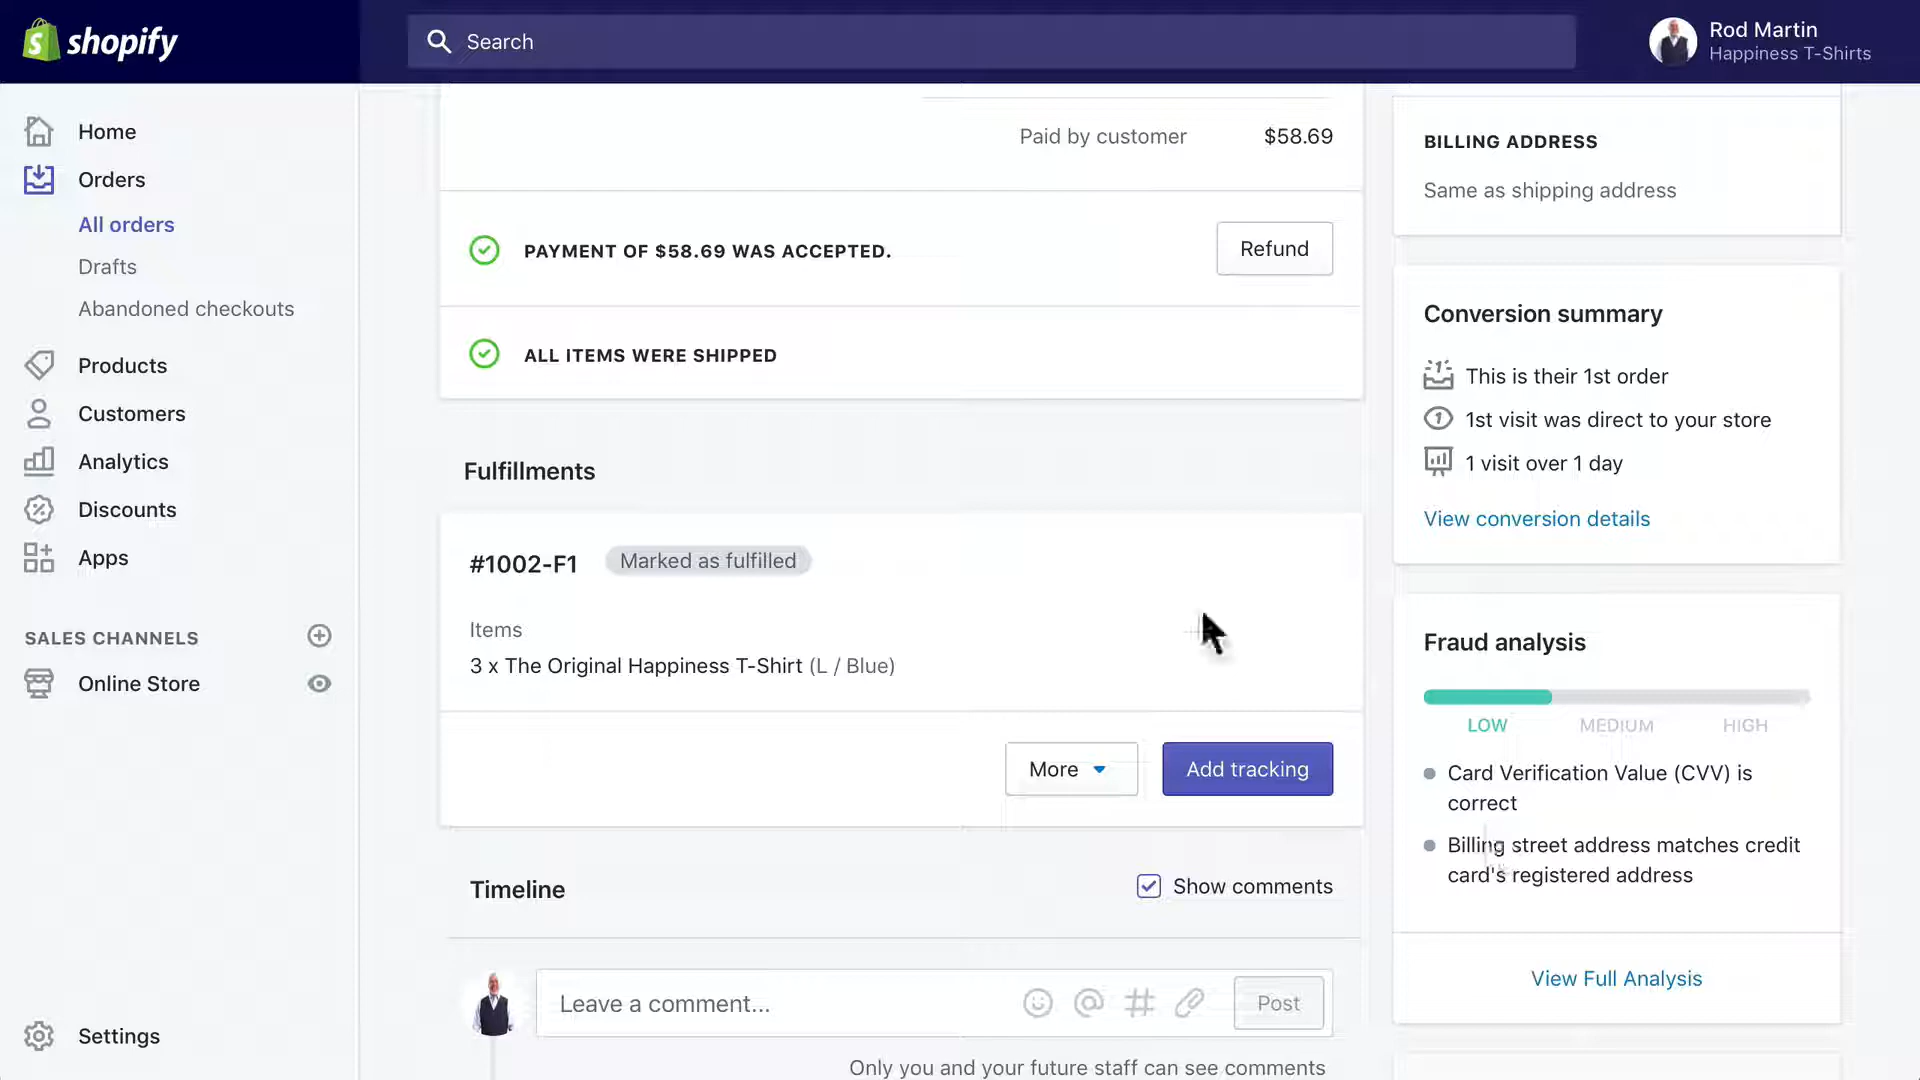 shopify
Search
Rod Martin
Happiness T-Shirts
Home
Orders
All orders
Drafts
Abandoned checkouts
Products
Customers
Analytics
Discounts
Apps
SALES CHANNELS
Online Store
Settings
Paid by customer $58.69
PAYMENT OF $58.69 WAS ACCEPTED.
Refund
ALL ITEMS WERE SHIPPED
Fulfillments
#1002-F1 Marked as fulfilled
Items
3 x The Original Happiness T-Shirt (L / Blue)
More
Add tracking
Timeline
Show comments
Leave a comment...
Post
Only you and your future staff can see comments
BILLING ADDRESS
Same as shipping address
Conversion summary
This is their 1st order
1st visit was direct to your store
1 visit over 1 day
View conversion details
Fraud analysis
LOW MEDIUM HIGH
Card Verification Value (CVV) is
correct
Billing street address matches credit
card's registered address
View Full Analysis